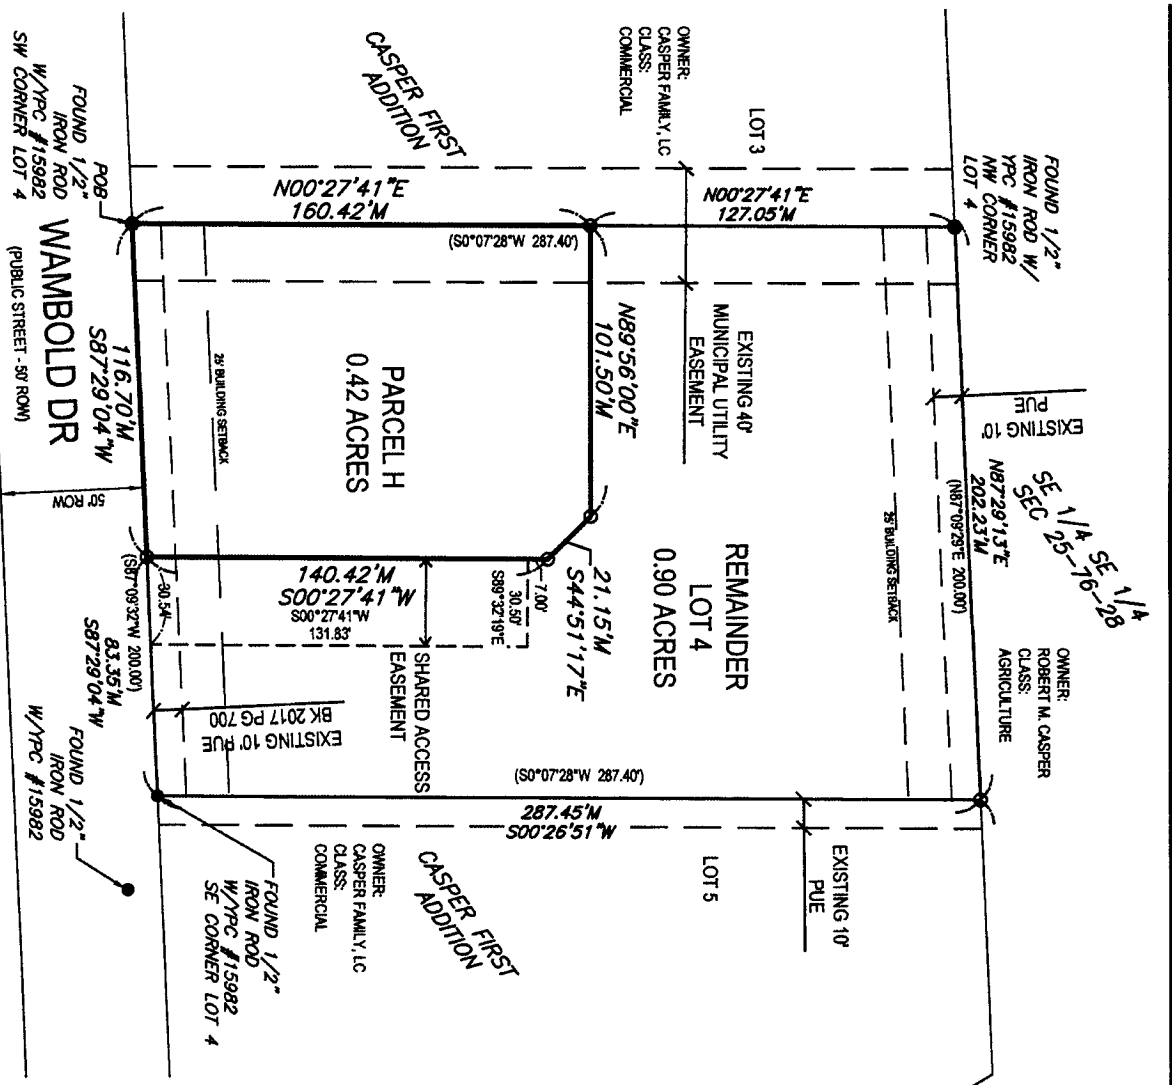 FOUND 1/2"
IRON ROD W/
YPC #15982
NW CORNER
LOT 4
EXISTING 10'
PUE
SE 1/4 SE 1/4
SEC 25-76-28
N87°29'13"E
202.23'M
(N87°09'29"E 200.00')
OWNER:
ROBERT M. CASPER
CLASS:
AGRICULTURE
25' BUILDING SETBACK
LOT 3
OWNER:
CASPER FAMILY, LC
CLASS:
COMMERCIAL
CASPER FIRST
ADDITION
N00°27'41"E
127.05'M
EXISTING 40'
MUNICIPAL UTILITY
EASEMENT
REMAINDER
LOT 4
0.90 ACRES
EXISTING 10'
PUE
LOT 5
N00°27'41"E
160.42'M
(S0°07'28"W 287.40')
N89°56'00"E
101.50'M
21.15'M
S44°51'17"E
7.00'
30.50'
S89°32'19"E
PARCEL H
0.42 ACRES
140.42'M
S00°27'41"W
S00°27'41"W
131.83'
SHARED ACCESS
EASEMENT
(S0°07'28"W 287.40')
287.45'M
S00°26'51"W
CASPER FIRST
ADDITION
OWNER:
CASPER FAMILY, LC
CLASS:
COMMERCIAL
25' BUILDING SETBACK
EXISTING 10' PUE
BK 2017 PG 700
POB
FOUND 1/2"
IRON ROD
W/YPC #15982
SW CORNER LOT 4
116.70'M
S87°29'04"W
WAMBOLD DR
(PUBLIC STREET - 50' ROW)
50' ROW
30.54'
(S87°09'32"W 200.00')
83.35'M
S87°29'04"W
FOUND 1/2"
IRON ROD
W/YPC #15982
FOUND 1/2"
IRON ROD
W/YPC #15982
SE CORNER LOT 4